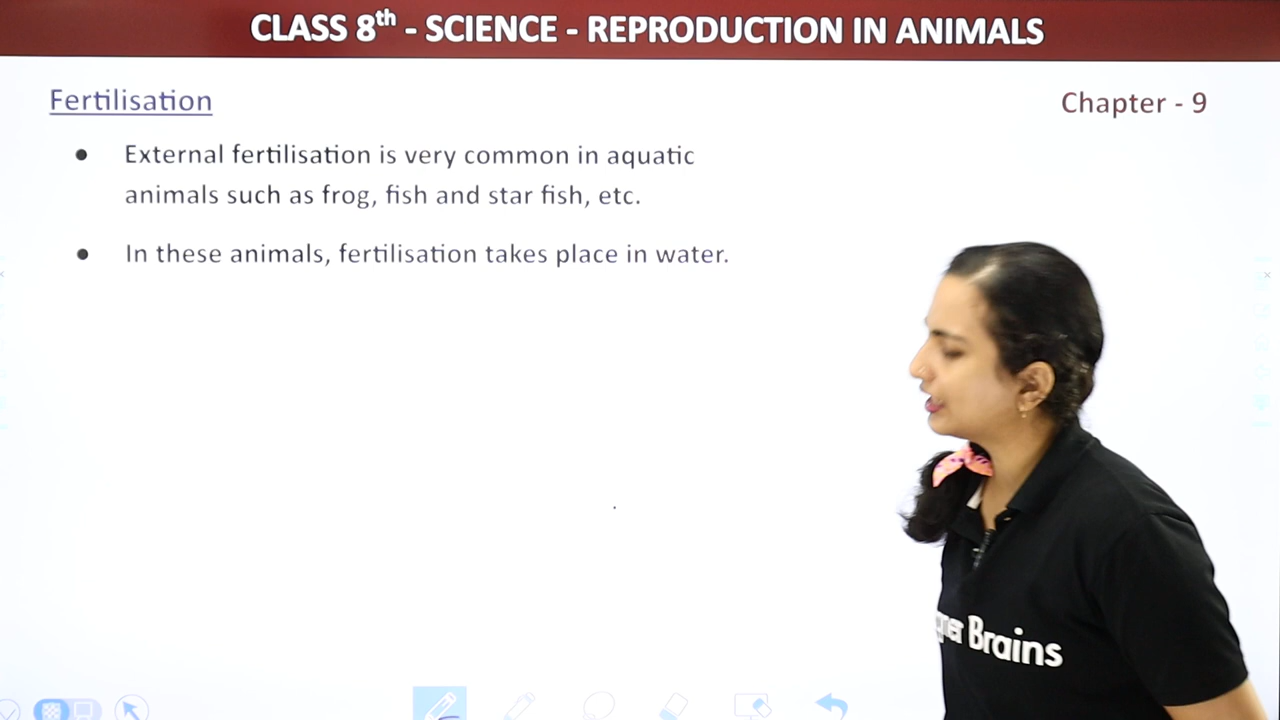 CLASS 8th - SCIENCE - REPRODUCTION IN ANIMALS
Fertilisation
Chapter - 9
● External fertilisation is very common in aquatic
animals such as frog, fish and star fish, etc.
● In these animals, fertilisation takes place in water.
Brains